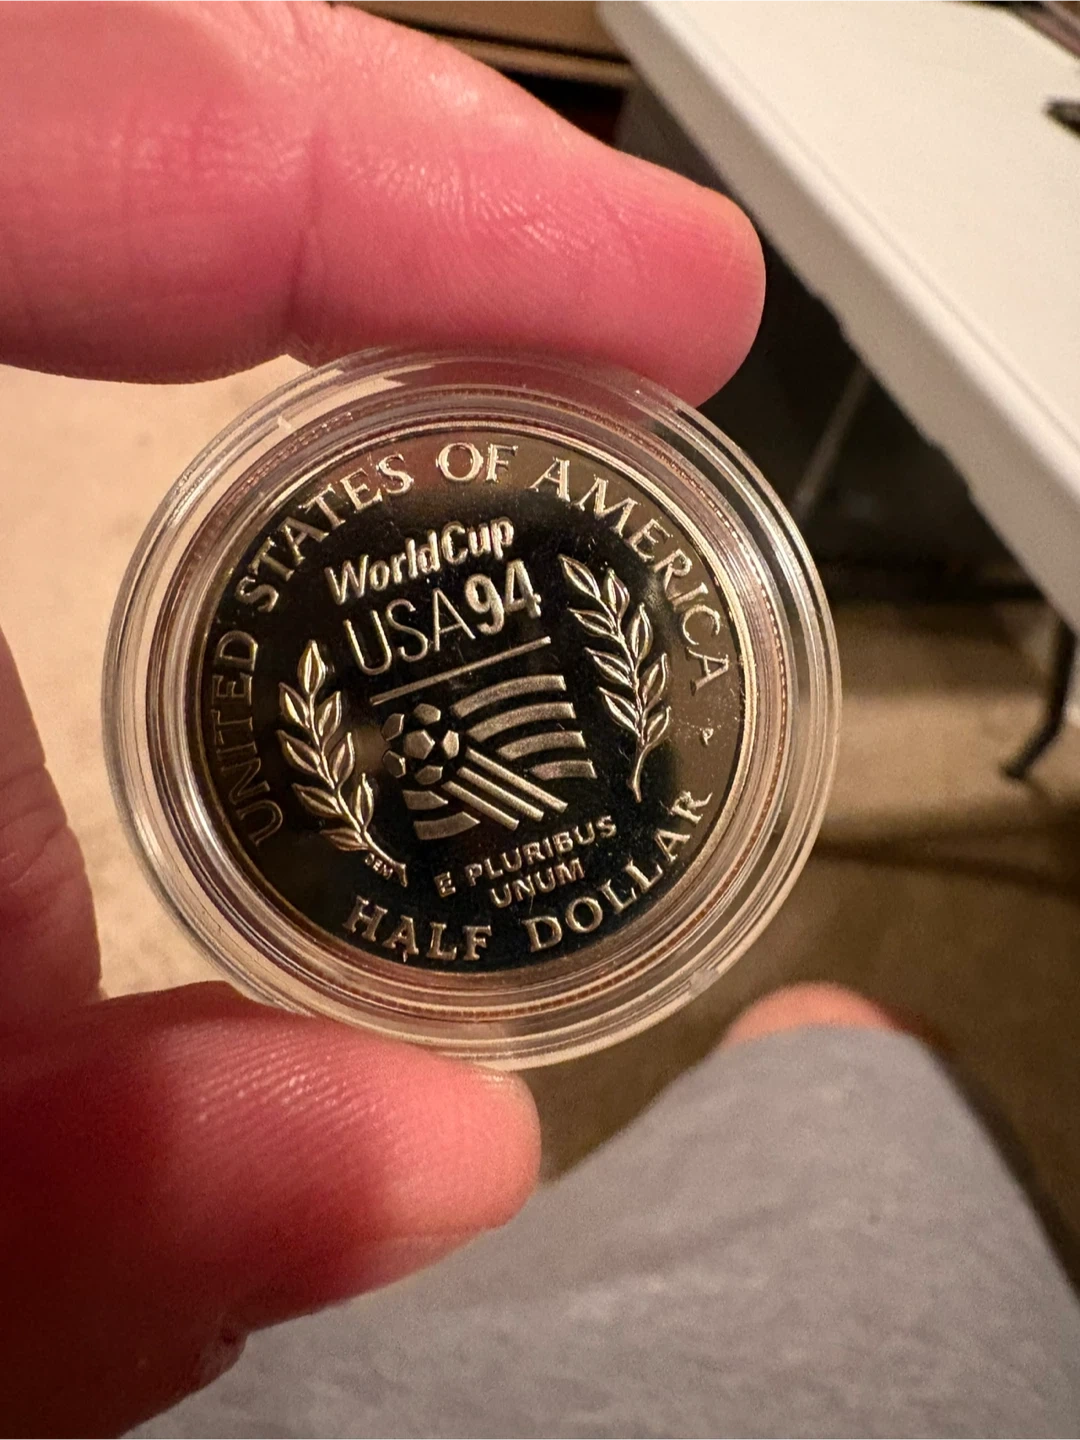 UNITED STATES OF AMERICA
WorldCup
USA94
E PLURIBUS
UNUM
HALF DOLLAR